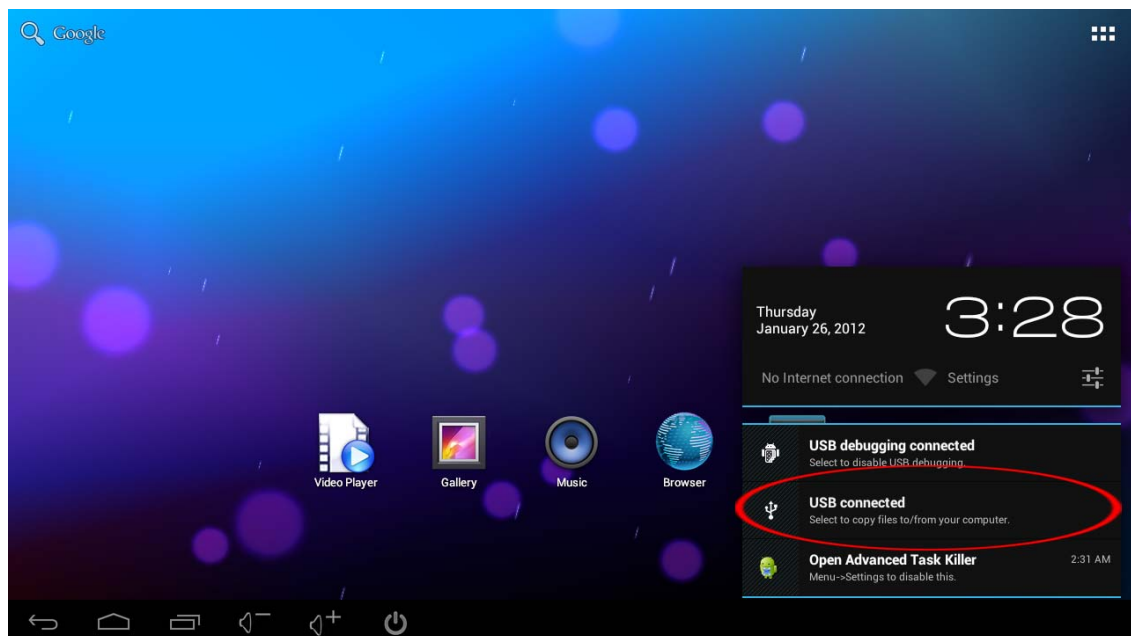 Google
Thursday
January 26, 2012
3:28
No Internet connection
Settings
Video Player
Gallery
Music
Browser
USB debugging connected
Select to disable USB debugging.
USB connected
Select to copy files to/from your computer.
Open Advanced Task Killer
2:31 AM
Menu->Settings to disable this.